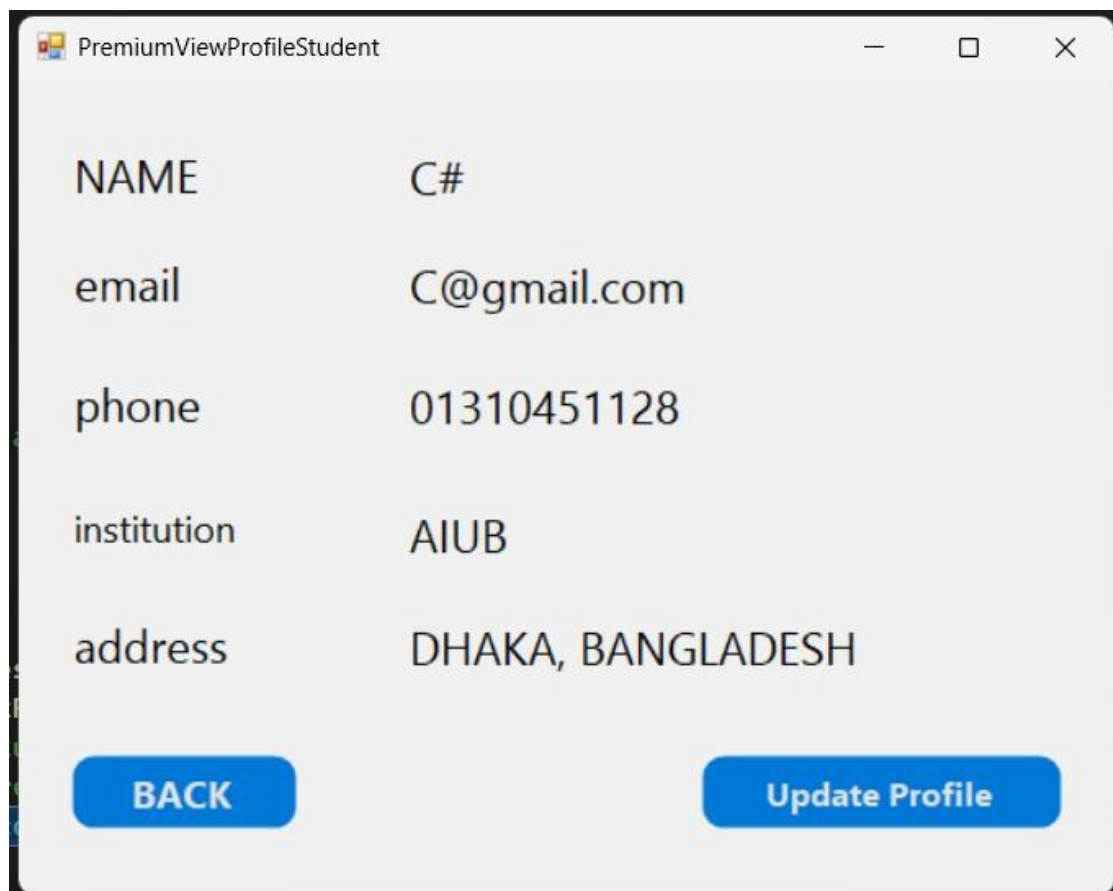 PremiumViewProfileStudent
NAME C#
email C@gmail.com
phone 01310451128
institution AIUB
address DHAKA, BANGLADESH
BACK Update Profile